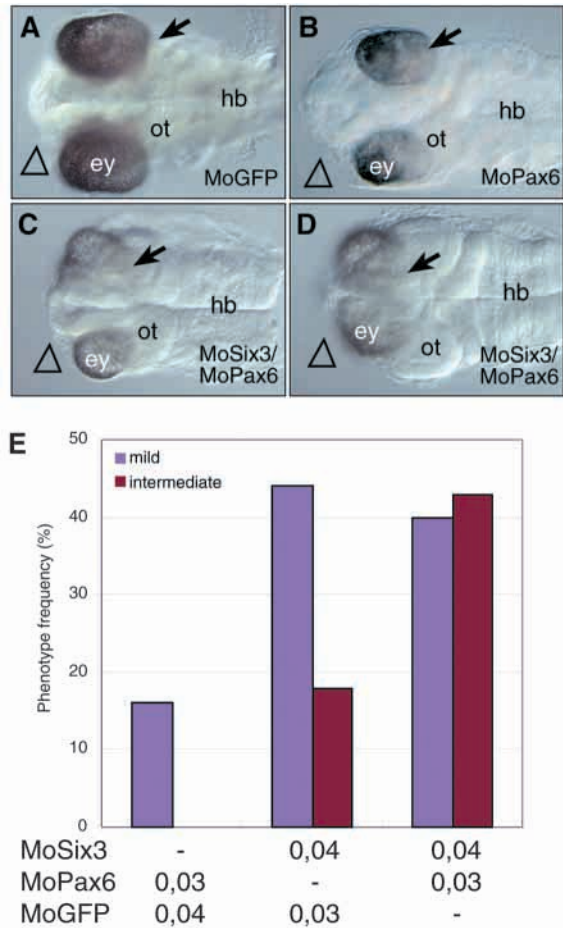 A
hb
ot
ey
MoGFP
B
hb
ot
ey
MoPax6
C
hb
ot
ey
MoSix3/
MoPax6
D
hb
ot
ey
MoSix3/
MoPax6
E
50
mild
intermediate
40
30
20
10
0
Phenotype frequency (%)
MoSix3 - 0,04 0,04
MoPax6 0,03 - 0,03
MoGFP 0,04 0,03 -